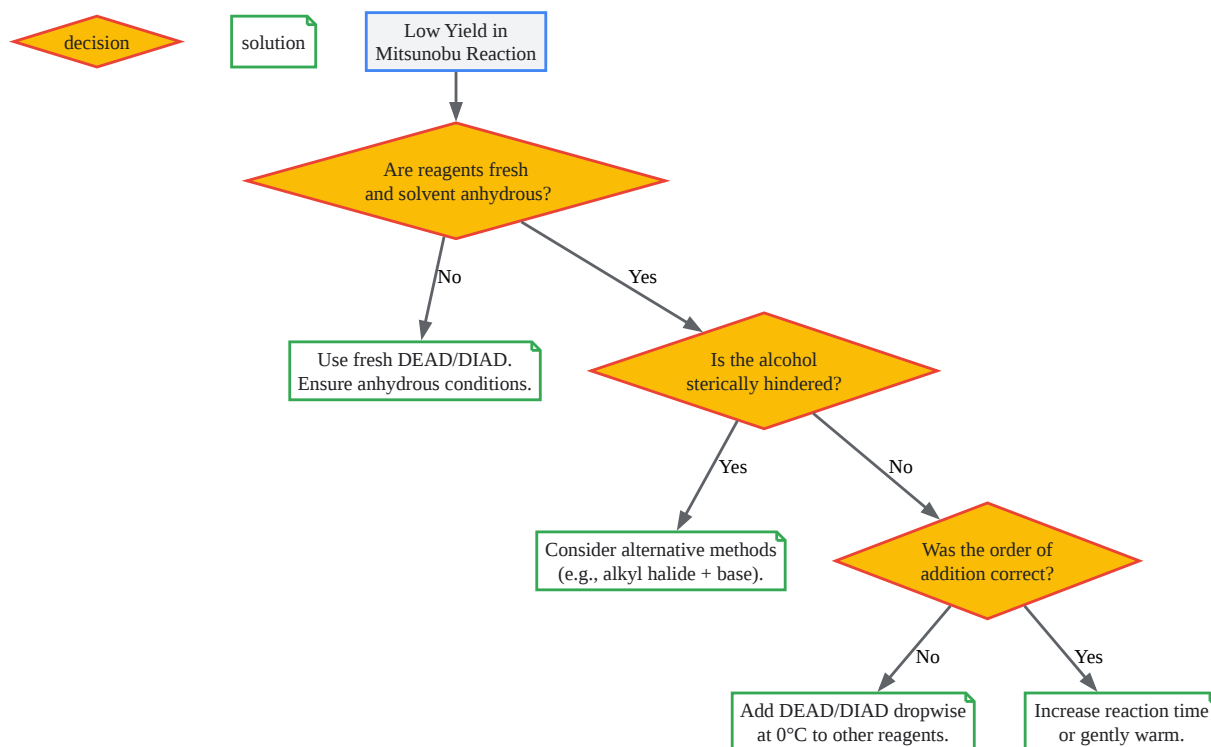 decision
solution
Low Yield in
Mitsunobu Reaction
Are reagents fresh
and solvent anhydrous?
No
Yes
Use fresh DEAD/DIAD.
Ensure anhydrous conditions.
Is the alcohol
sterically hindered?
Yes
No
Consider alternative methods
(e.g., alkyl halide + base).
Was the order of
addition correct?
No
Yes
Add DEAD/DIAD dropwise
at 0°C to other reagents.
Increase reaction time
or gently warm.